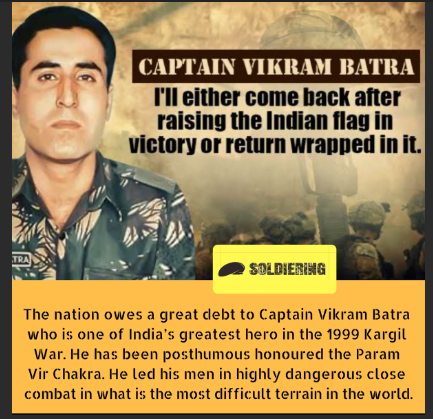 CAPTAIN VIKRAM BATRA
I'll either come back after
raising the Indian flag in
victory or return wrapped in it.
TRA
SOLDIERING
The nation owes a great debt to Captain Vikram Batra
who is one of India's greatest hero in the 1999 Kargil
War. He has been posthumous honoured the Param
Vir Chakra. He led his men in highly dangerous close
combat in what is the most difficult terrain in the world.